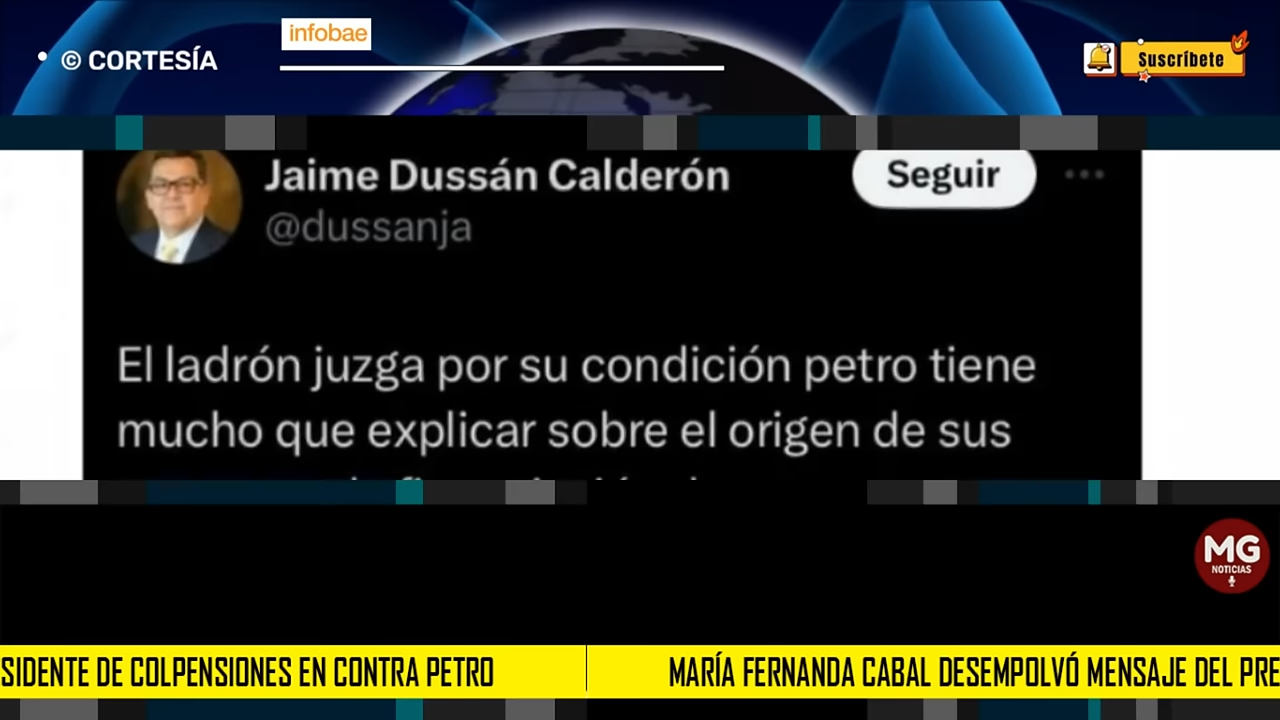 infobae
© CORTESÍA
Suscríbete
Jaime Dussán Calderón
Seguir
@dussanja
El ladrón juzga por su condición petro tiene
mucho que explicar sobre el origen de sus
MG
NOTICIAS
SIDENTE DE COLPENSIONES EN CONTRA PETRO
MARÍA FERNANDA CABAL DESEMPOLVÓ MENSAJE DEL PRE